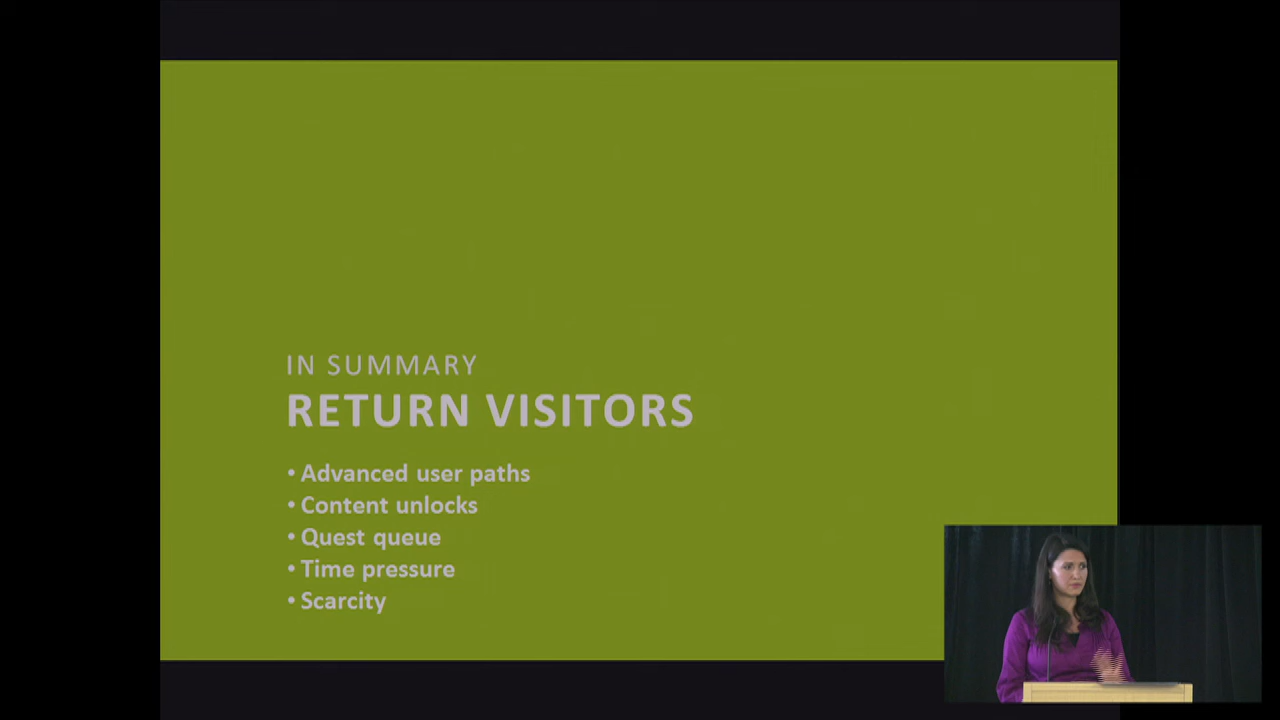 IN SUMMARY
RETURN VISITORS
• Advanced user paths
• Content unlocks
• Quest queue
• Time pressure
• Scarcity